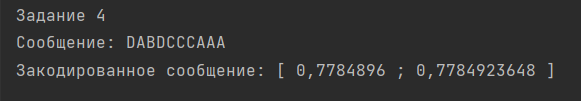 Задание 4
Сообщение: DABDCCCAAA
Закодированное сообщение: [ 0,7784896 ; 0,7784923648 ]